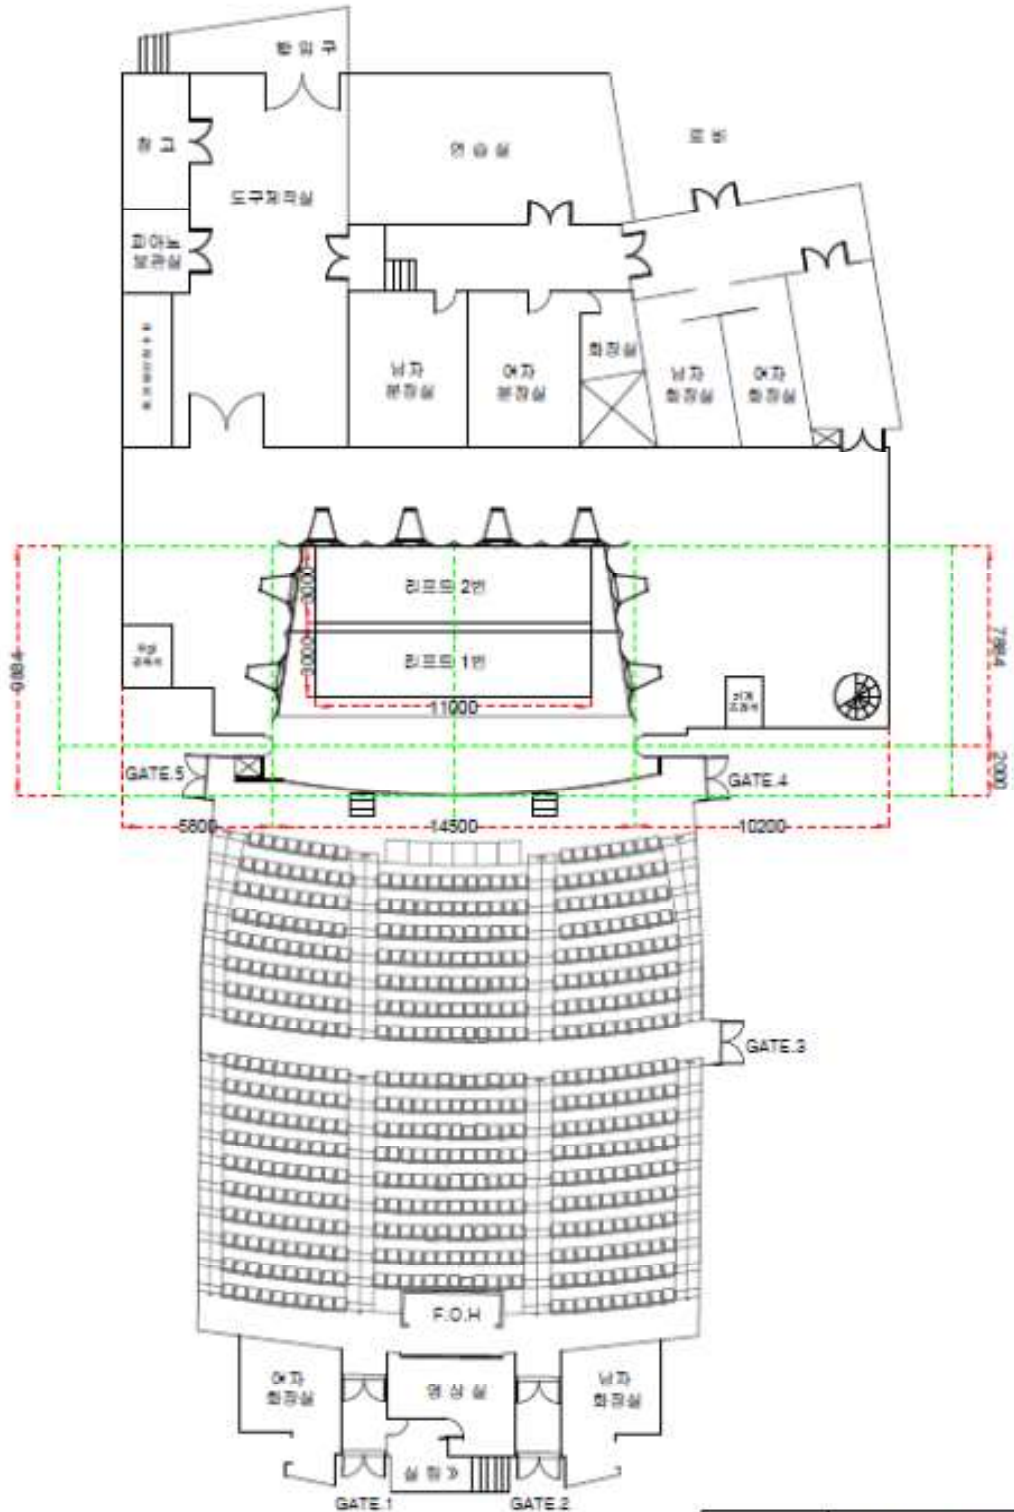 반입구
창고
연습실
로비
도구제작실
피아노
보관실
남자
분장실
여자
분장실
화장실
남자
화장실
여자
화장실
3000
리프트 2번
3000
리프트 1번
11000
9884
7884
2000
GATE.5
GATE.4
5800
14500
10200
GATE.3
F.O.H
여자
화장실
영상실
남자
화장실
GATE.1
GATE.2